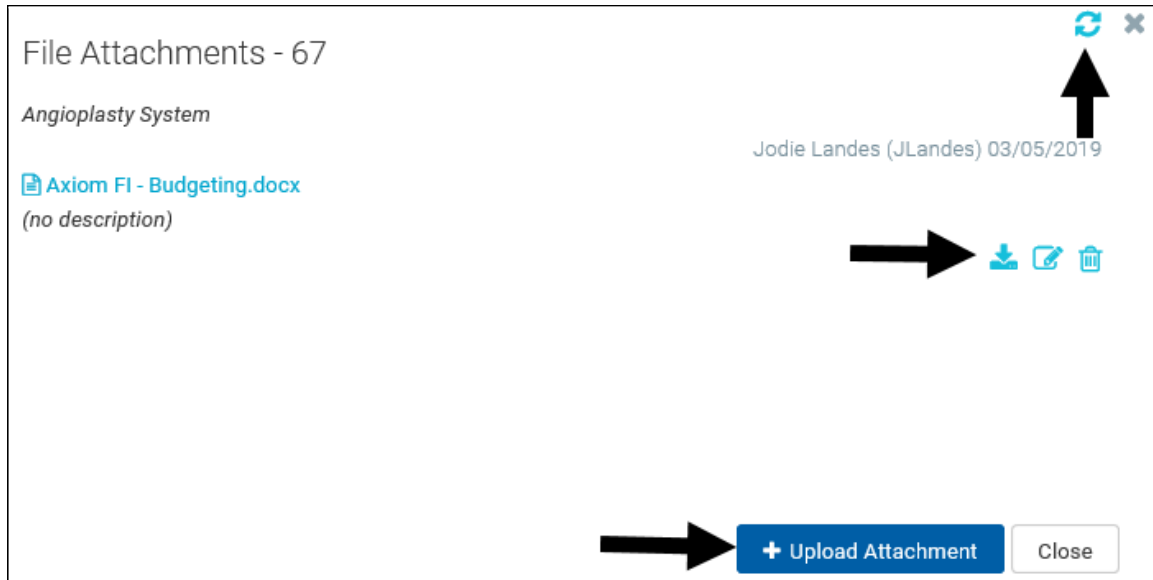 File Attachments - 67
Angioplasty System
Jodie Landes (JLandes) 03/05/2019
Axiom FI - Budgeting.docx
(no description)
+ Upload Attachment
Close